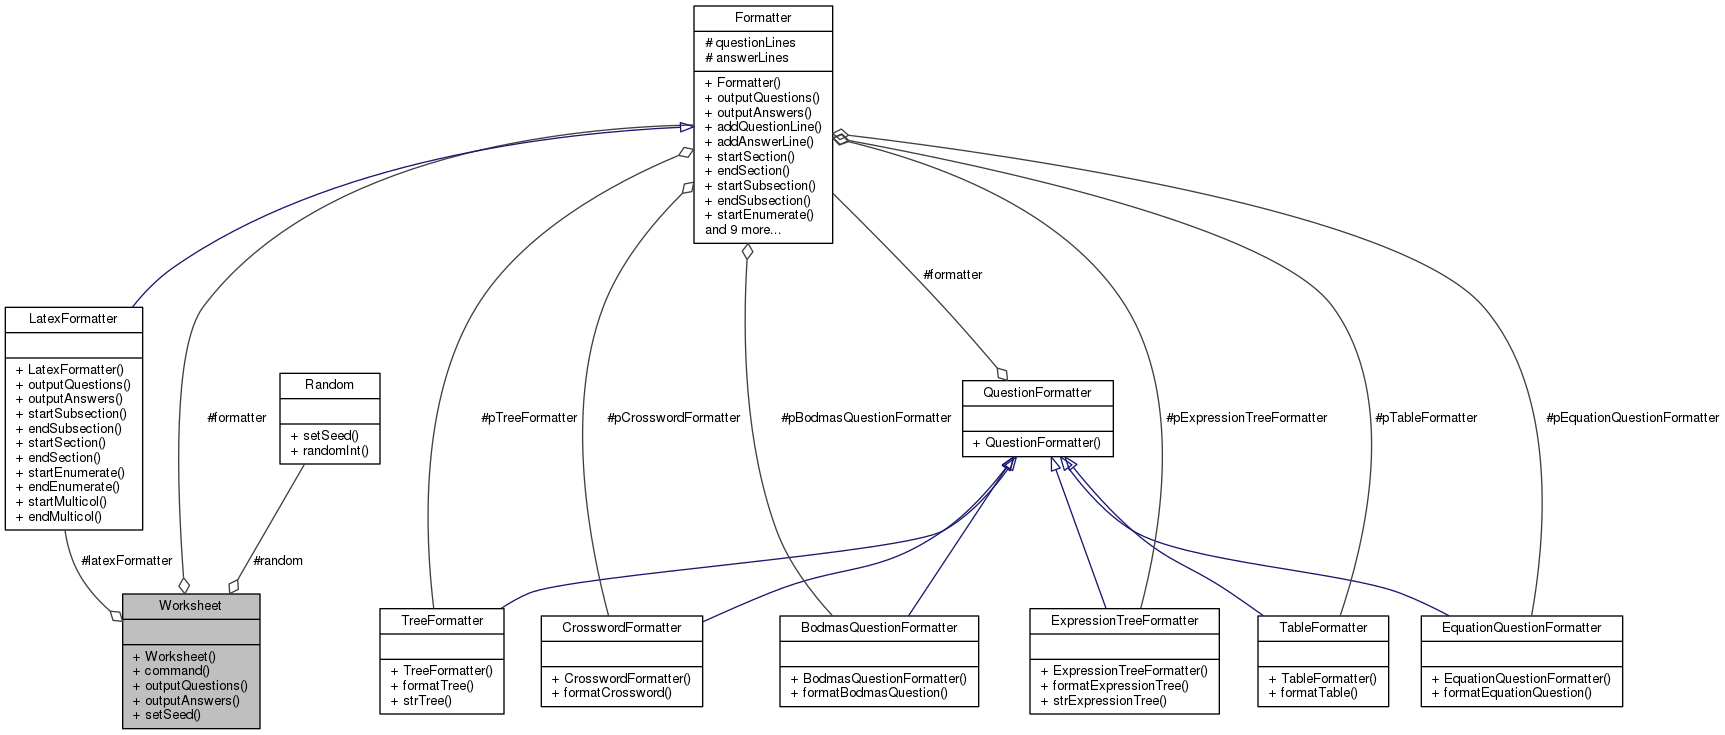 Formatter
# questionLines
# answerLines
+ Formatter()
+ outputQuestions()
+ outputAnswers()
+ addQuestionLine()
+ addAnswerLine()
+ startSection()
+ endSection()
+ startSubsection()
+ endSubsection()
+ startEnumerate()
and 9 more...
#formatter
LatexFormatter
+ LatexFormatter()
+ outputQuestions()
+ outputAnswers()
+ startSubsection()
+ endSubsection()
+ startSection()
+ endSection()
+ startEnumerate()
+ endEnumerate()
+ startMulticol()
+ endMulticol()
Random
+ setSeed()
+ randomInt()
QuestionFormatter
+ QuestionFormatter()
#formatter
#pTreeFormatter
#pCrosswordFormatter
#pBodmasQuestionFormatter
#pExpressionTreeFormatter
#pTableFormatter
#pEquationQuestionFormatter
#latexFormatter
#random
Worksheet
+ Worksheet()
+ command()
+ outputQuestions()
+ outputAnswers()
+ setSeed()
TreeFormatter
+ TreeFormatter()
+ formatTree()
+ strTree()
CrosswordFormatter
+ CrosswordFormatter()
+ formatCrossword()
BodmasQuestionFormatter
+ BodmasQuestionFormatter()
+ formatBodmasQuestion()
ExpressionTreeFormatter
+ ExpressionTreeFormatter()
+ formatExpressionTree()
+ strExpressionTree()
TableFormatter
+ TableFormatter()
+ formatTable()
EquationQuestionFormatter
+ EquationQuestionFormatter()
+ formatEquationQuestion()